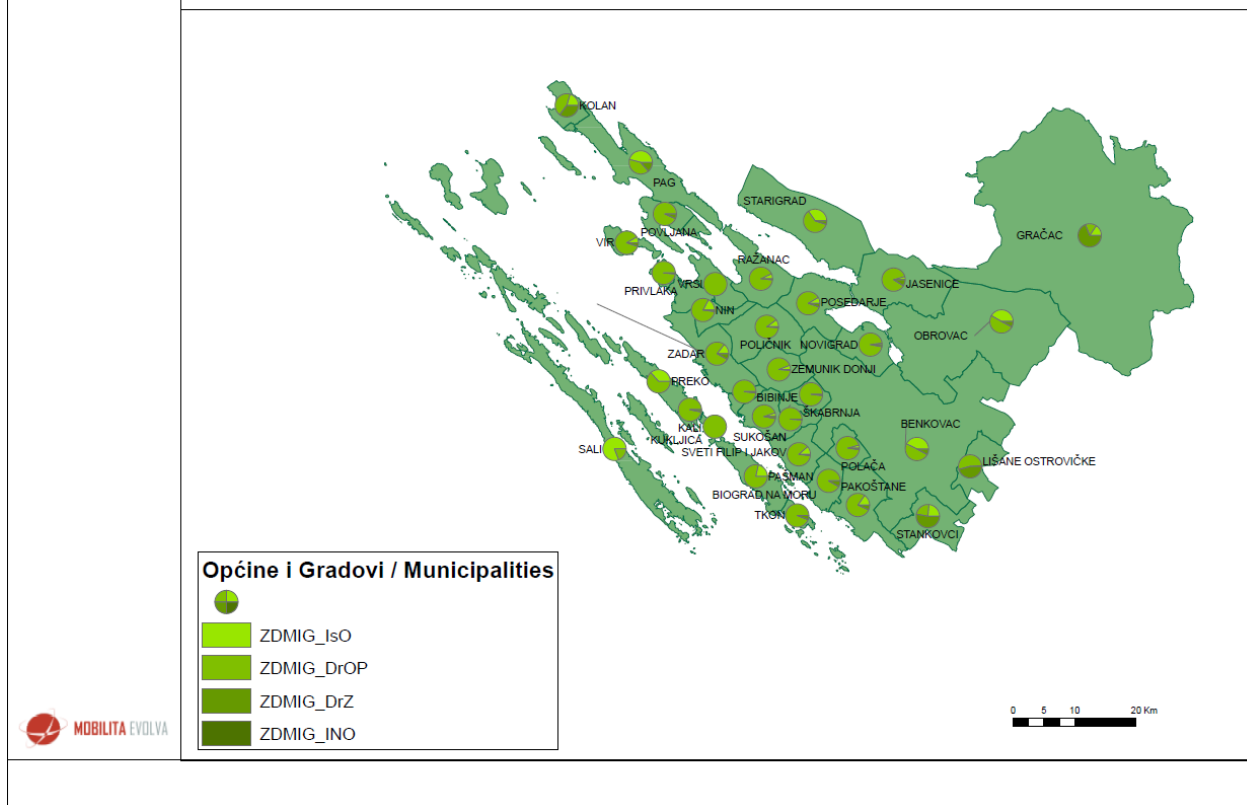 KOLAN
PAG
STARIGRAD
POVLJANA
VIR
GRAČAC
RAŽANAC
PRIVLAKA
VRSI
JASENICE
POSEDARJE
NIN
OBROVAC
POLIČNIK
NOVIGRAD
ZADAR
ZEMUNIK DONJI
PREKO
BIBINJE
ŠKABRNJA
KALI
KUKLJICA
SUKOŠAN
BENKOVAC
SALI
SVETI FILIP I JAKOV
POLAČA
LIŠANE OSTROVIČKE
PAŠMAN
PAKOŠTANE
BIOGRAD NA MORU
TKON
STANKOVCI
Općine i Gradovi / Municipalities
ZDMIG_IsO
ZDMIG_DrOP
ZDMIG_DrZ
ZDMIG_INO
MOBILITA EVOLVA
0 5 10 20 Km